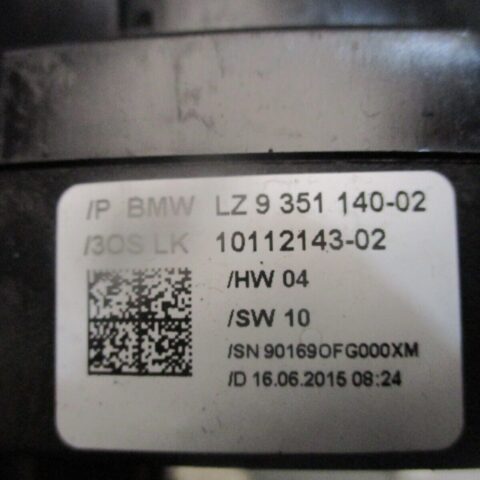 /P BMW LZ 9 351 140-02
/3OS LK 10112143-02
/HW 04
/SW 10
/SN 90169OFG000XM
/D 16.06.2015 08:24